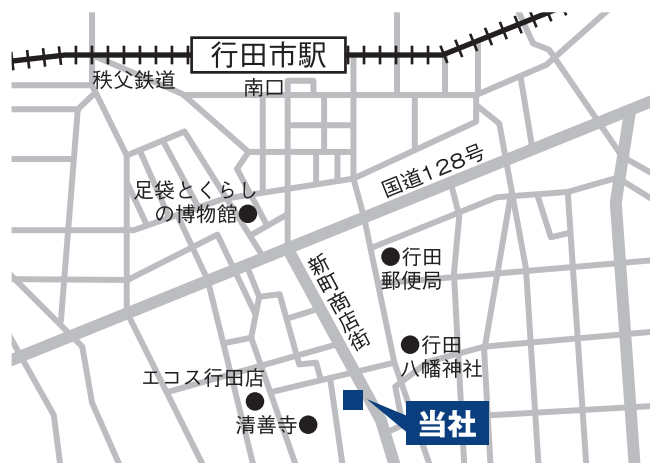 行田市駅
秩父鉄道
南口
国道128号
足袋とくらし
の博物館
行田
郵便局
新町商店街
行田
八幡神社
エコス行田店
清善寺
当社